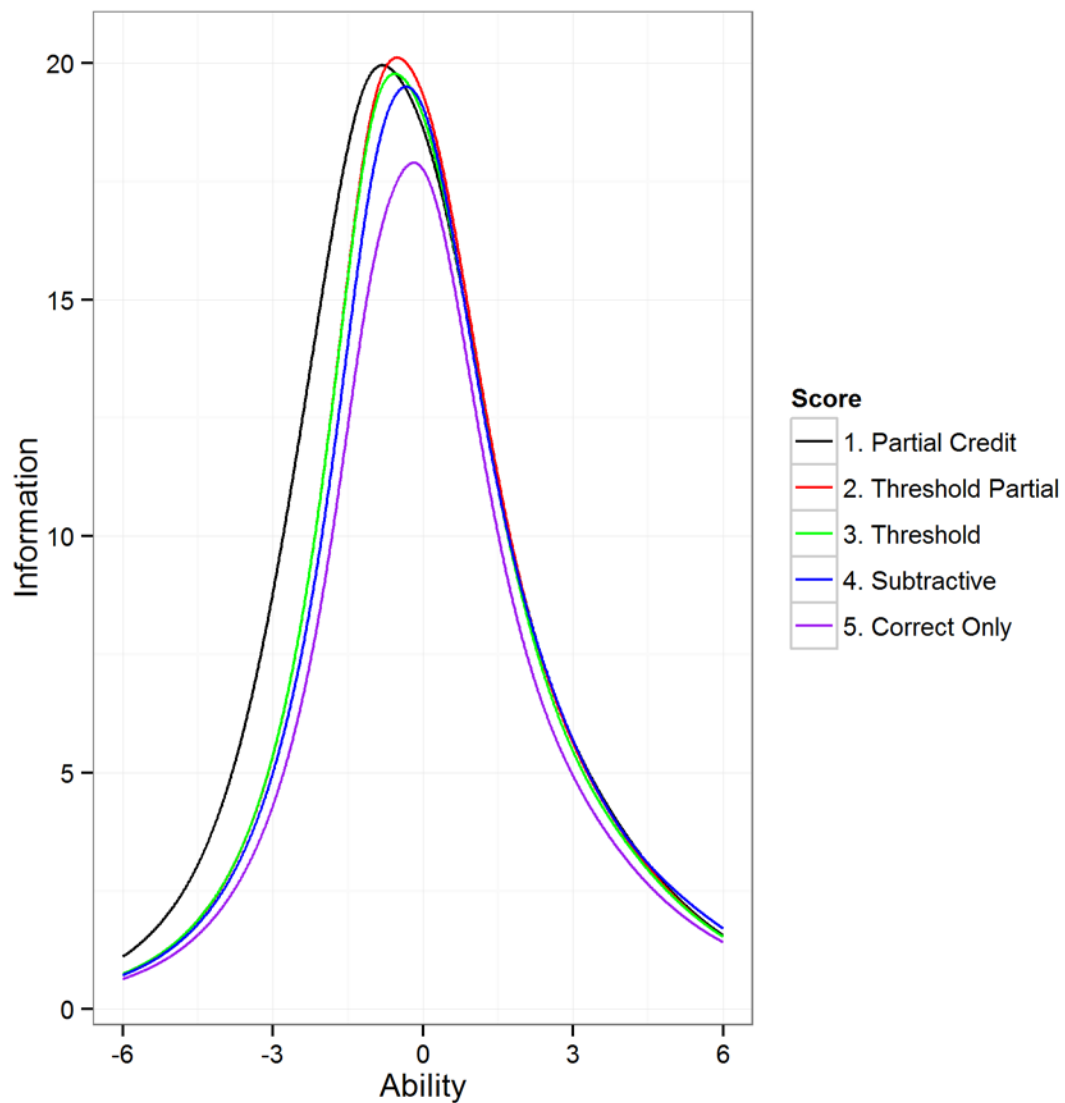 20
15
10
5
0
Information
-6 -3 0 3 6
Ability
Score
1. Partial Credit
2. Threshold Partial
3. Threshold
4. Subtractive
5. Correct Only